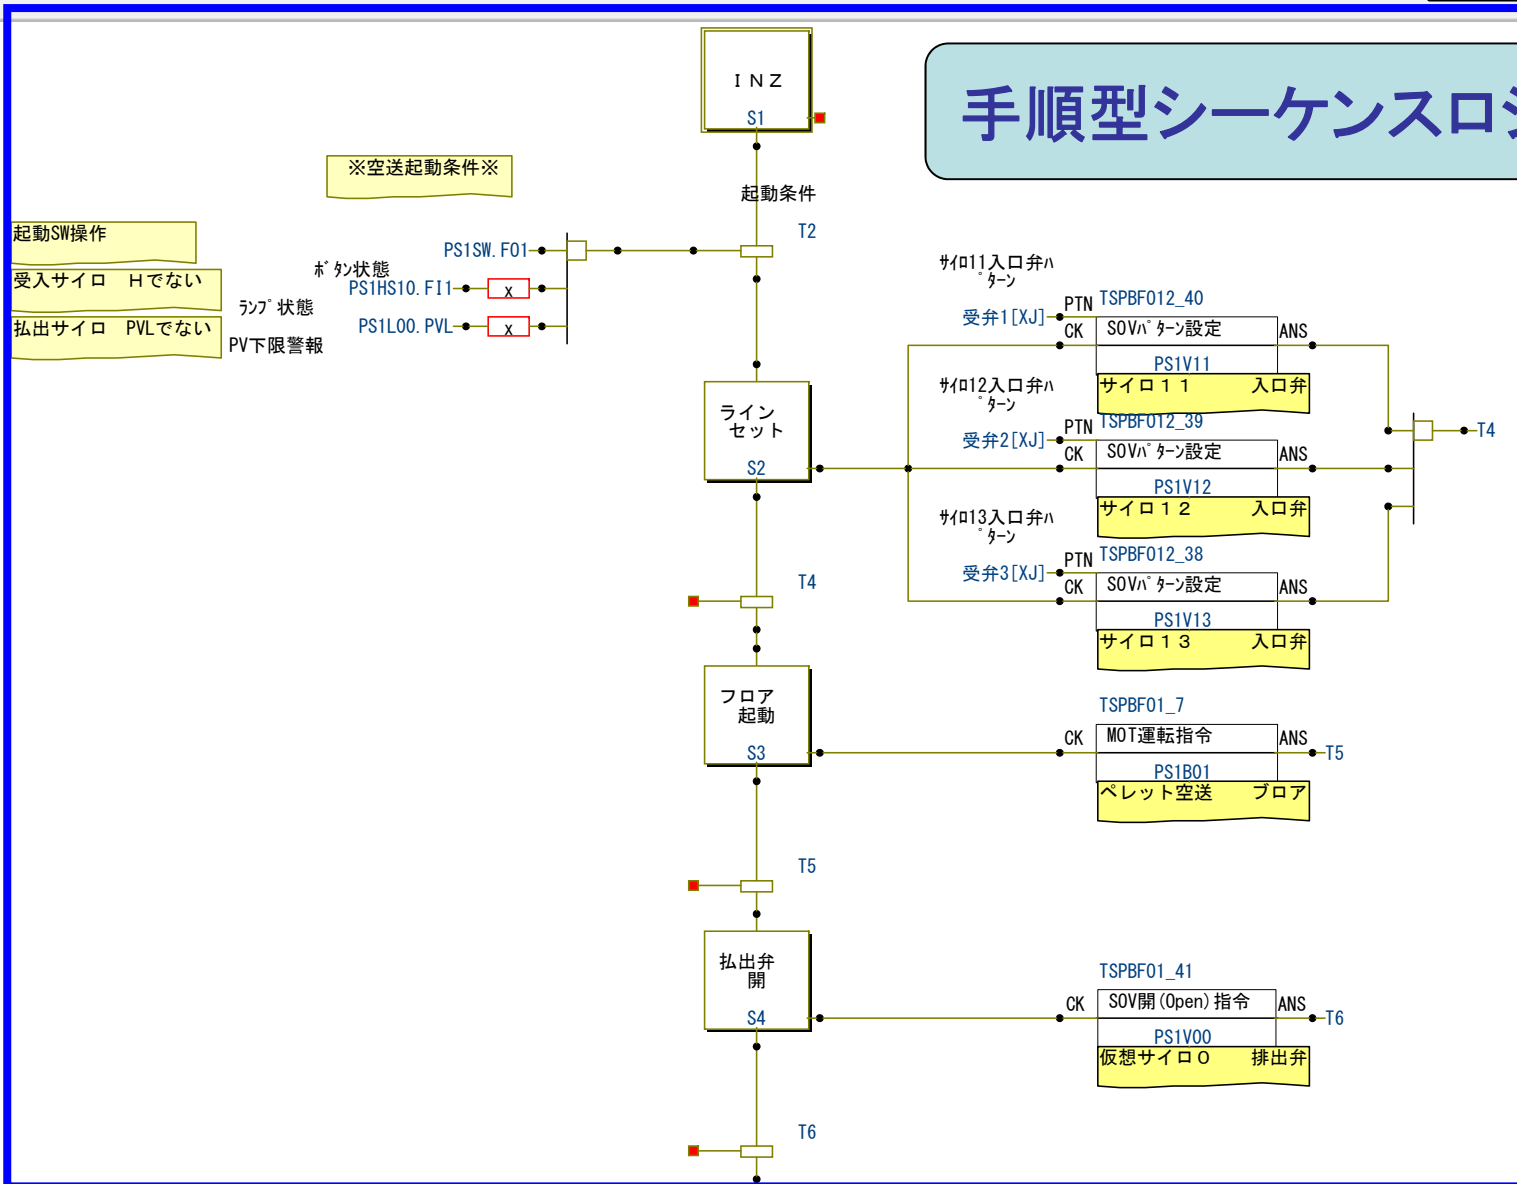 INZ
S1
手順型シーケンスロジ
※空送起動条件※
起動条件
T2
起動SW操作
PS1SW.F01
ﾎﾞﾀﾝ状態
受入サイロ Hでない
PS1HS10.FI1
x
ﾗﾝﾌﾟ状態
払出サイロ PVLでない
PS1L00.PVL
x
PV下限警報
ｻｲﾛ11入口弁ﾊ
ﾟﾀｰﾝ
PTN
TSPBF012_40
受弁1[XJ]
CK
SOVﾊﾟﾀｰﾝ設定
ANS
PS1V11
サイロ11 入口弁
ライン
セット
S2
ｻｲﾛ12入口弁ﾊ
ﾟﾀｰﾝ
PTN
TSPBF012_39
受弁2[XJ]
CK
SOVﾊﾟﾀｰﾝ設定
ANS
PS1V12
サイロ12 入口弁
T4
ｻｲﾛ13入口弁ﾊ
ﾟﾀｰﾝ
PTN
TSPBF012_38
受弁3[XJ]
CK
SOVﾊﾟﾀｰﾝ設定
ANS
PS1V13
サイロ13 入口弁
T4
フロア
起動
S3
TSPBF01_7
CK
MOT運転指令
ANS
T5
PS1B01
ペレット空送 ブロア
T5
払出弁
開
S4
TSPBF01_41
CK
SOV開(Open)指令
ANS
T6
PS1V00
仮想サイロ0 排出弁
T6